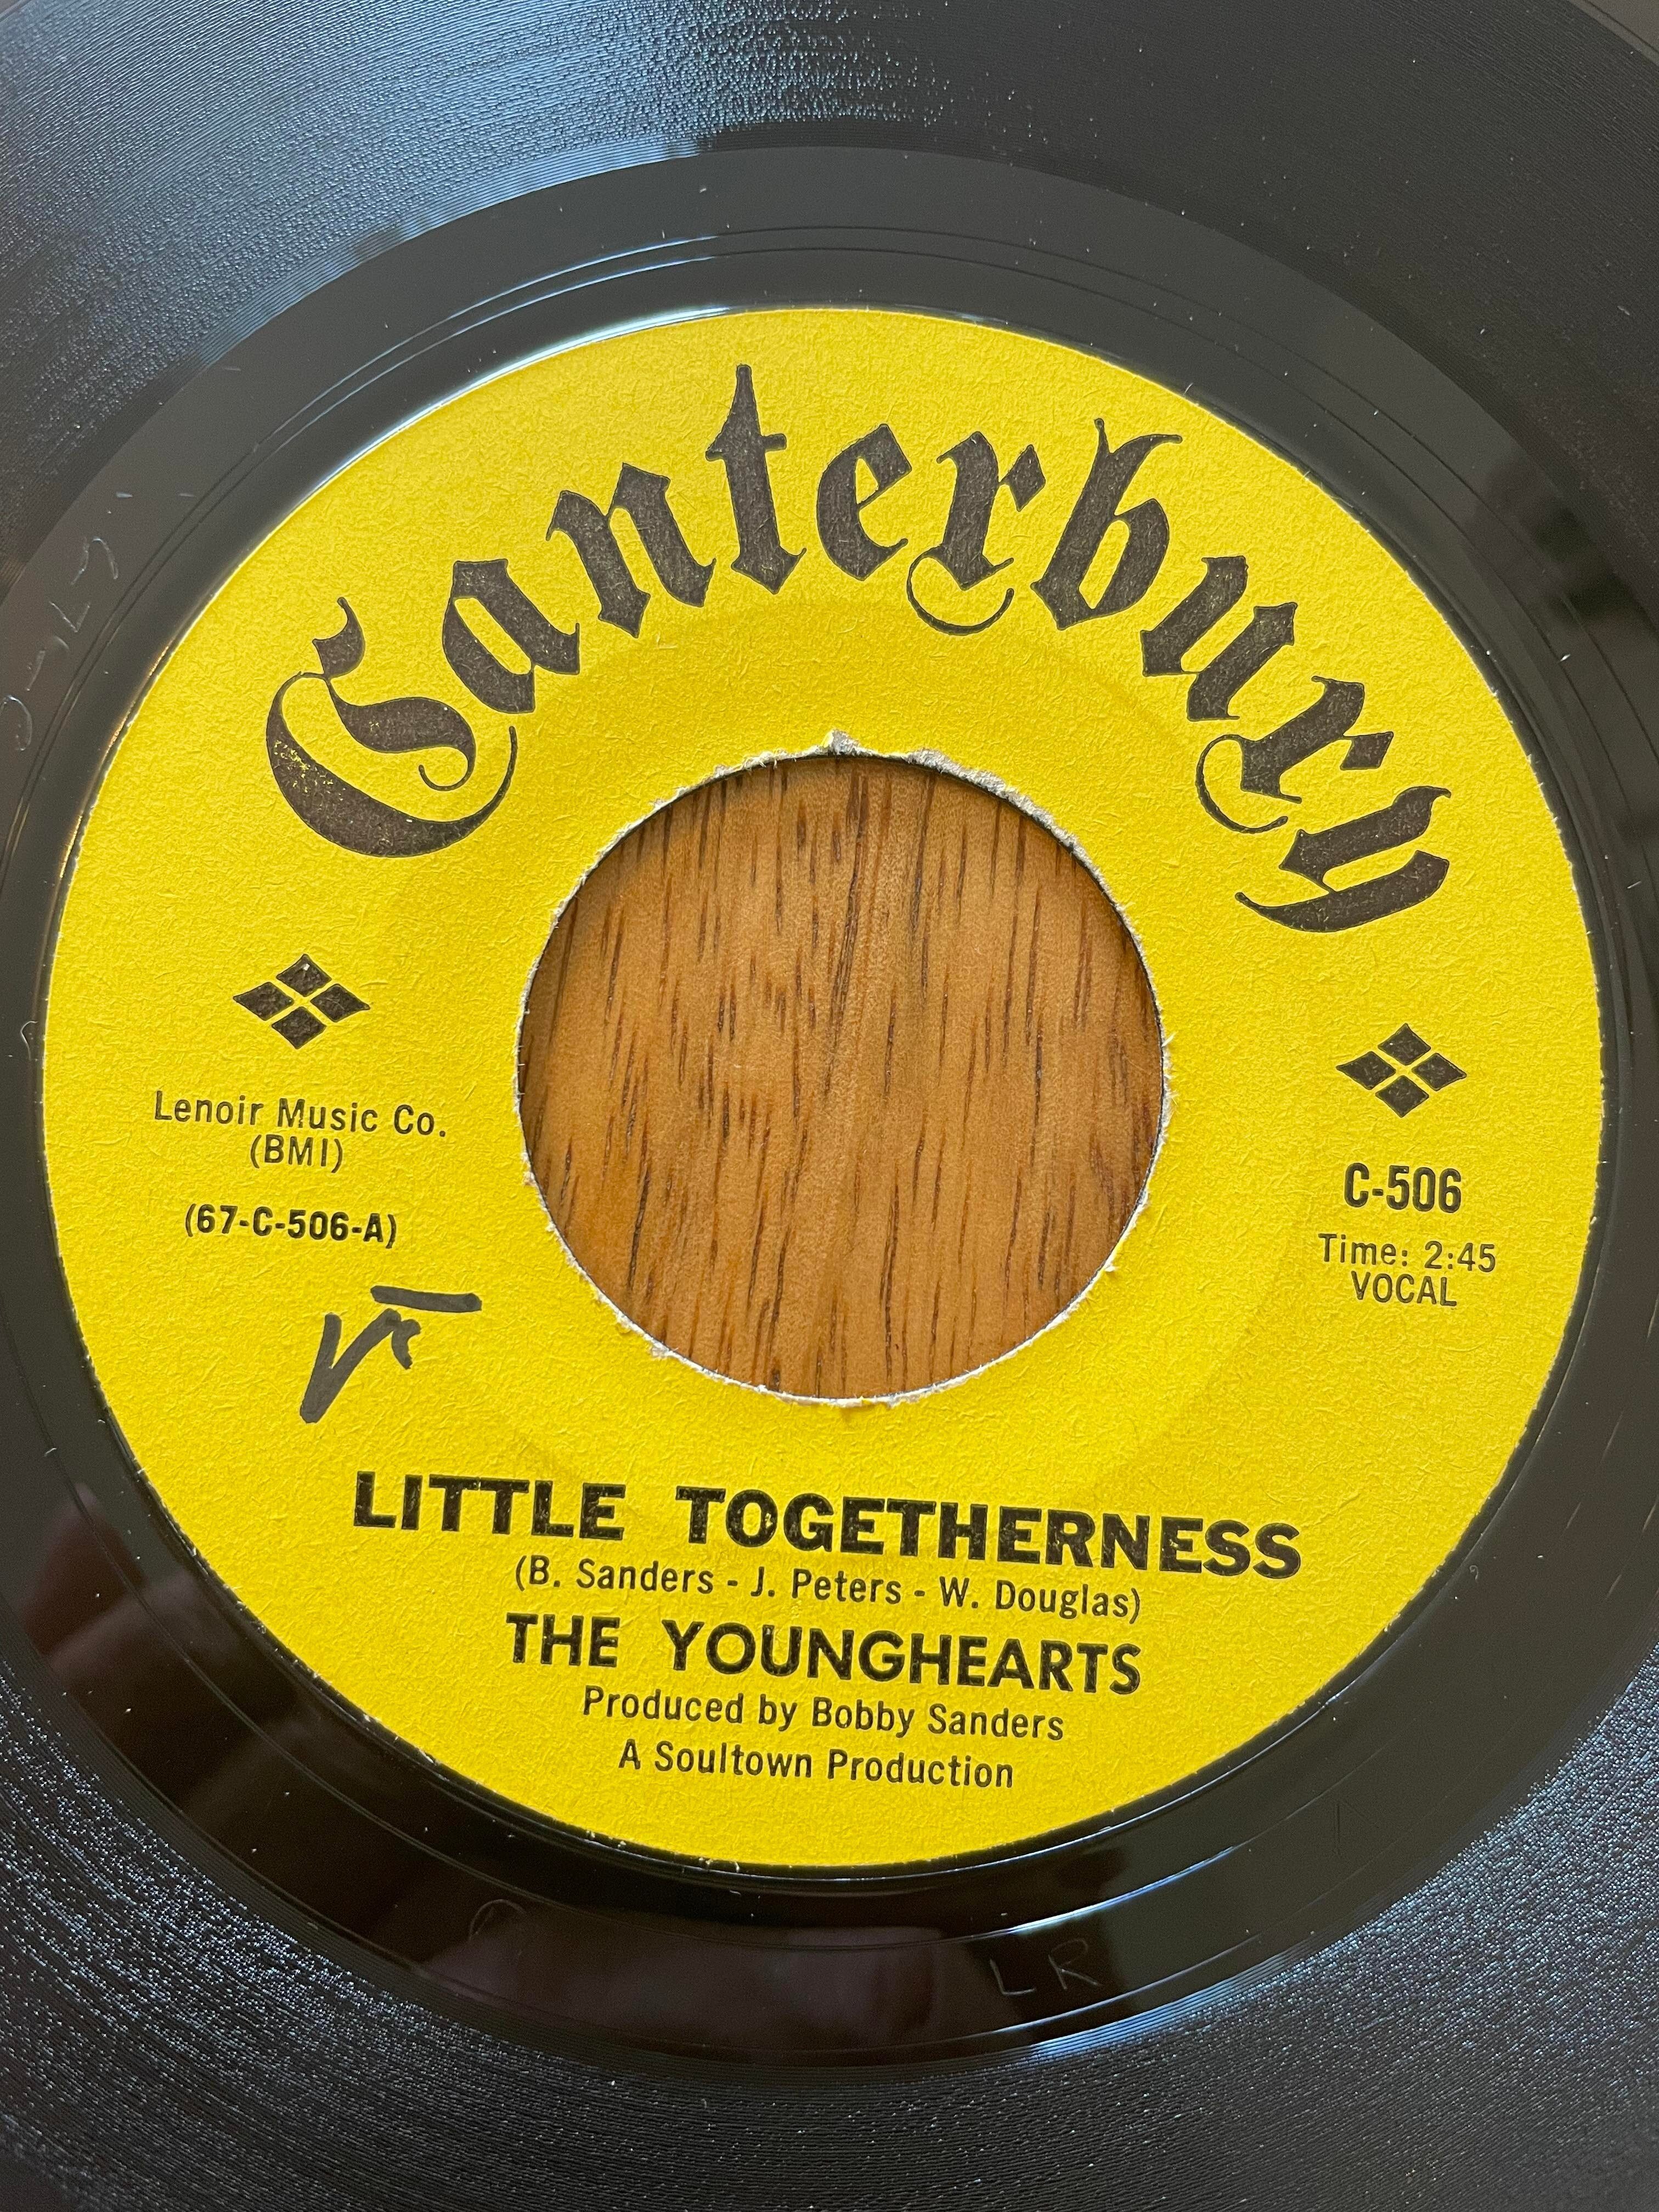 Canterbury
Lenoir Music Co.
(BMI)
(67-C-506-A)
C-506
Time: 2:45
VOCAL
LITTLE TOGETHERNESS
(B. Sanders - J. Peters - W. Douglas)
THE YOUNGHEARTS
Produced by Bobby Sanders
A Soultown Production
LR